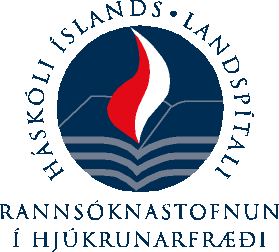 HÁSKÓLI ÍSLANDS • LANDSPÍTALI
RANNSÓKNASTOFNUN
Í HJÚKRUNARFRÆÐI